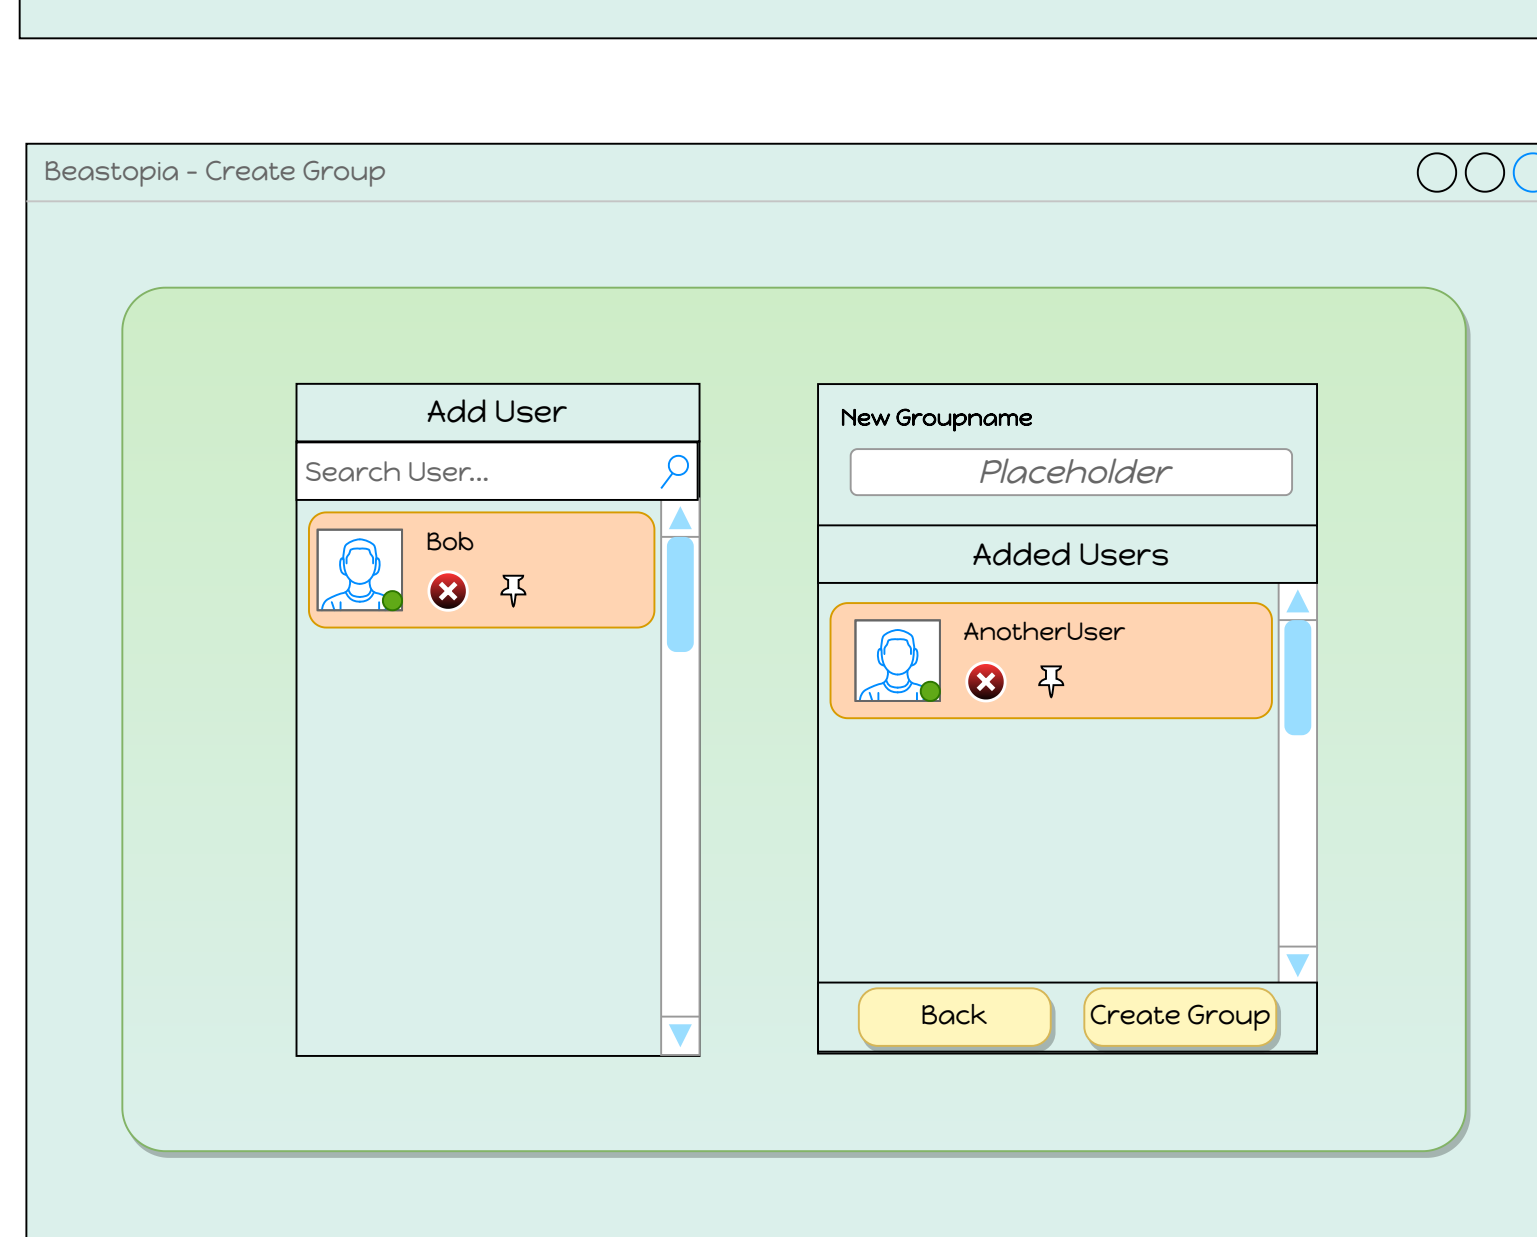 Beastopia - Create Group
Add User
Search User...
Bob
New Groupname
Placeholder
Added Users
AnotherUser
Back
Create Group